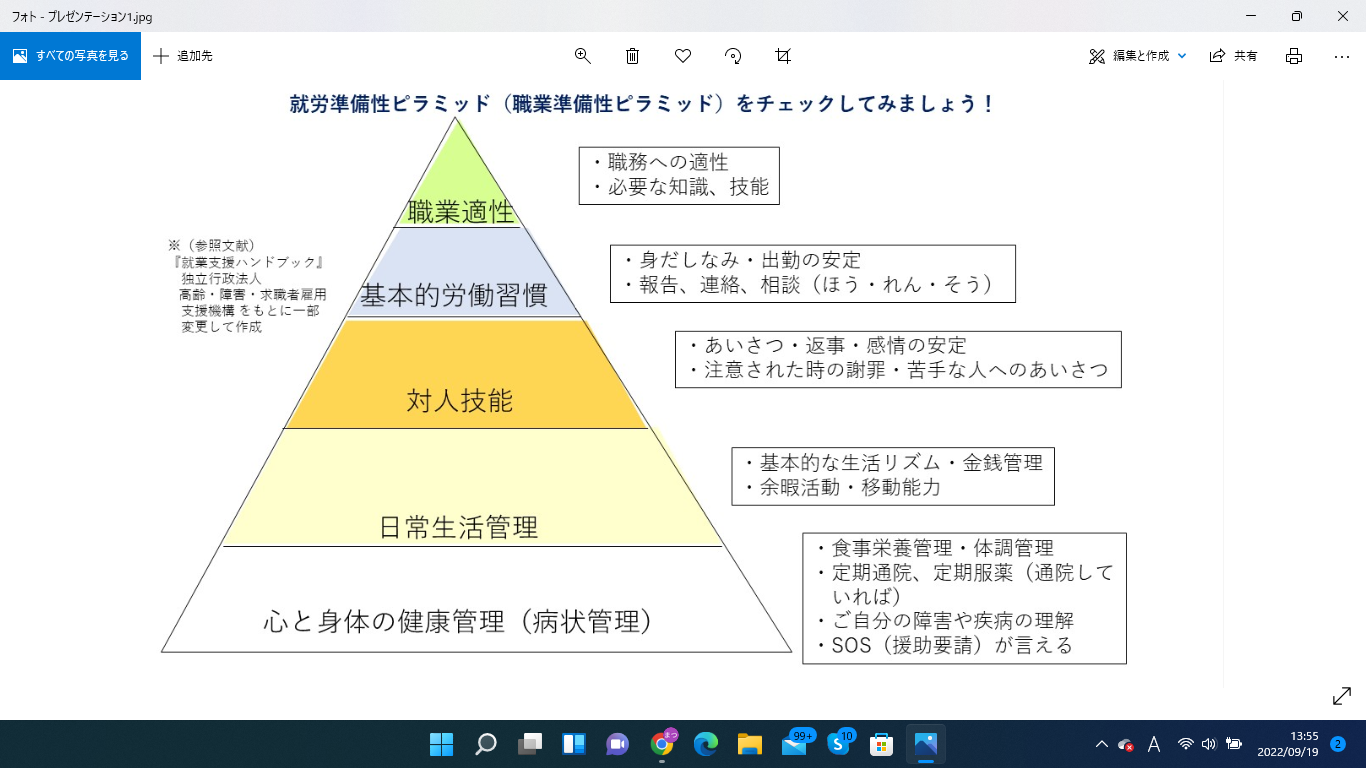 フォト - プレゼンテーション1.jpg
すべての写真を見る
追加先
編集と作成
共有
就労準備性ピラミッド（職業準備性ピラミッド）をチェックしてみましょう！
・職務への適性
・必要な知識、技能
職業適性
※（参照文献）
『就業支援ハンドブック』
独立行政法人
高齢・障害・求職者雇用
支援機構 をもとに一部
変更して作成
・身だしなみ・出勤の安定
・報告、連絡、相談（ほう・れん・そう）
基本的労働習慣
・あいさつ・返事・感情の安定
・注意された時の謝罪・苦手な人へのあいさつ
対人技能
・基本的な生活リズム・金銭管理
・余暇活動・移動能力
日常生活管理
・食事栄養管理・体調管理
・定期通院、定期服薬（通院して
いれば）
・ご自分の障害や疾病の理解
・SOS（援助要請）が言える
心と身体の健康管理（病状管理）
まつ
99+
S
10
A
13:55
2022/09/19
2